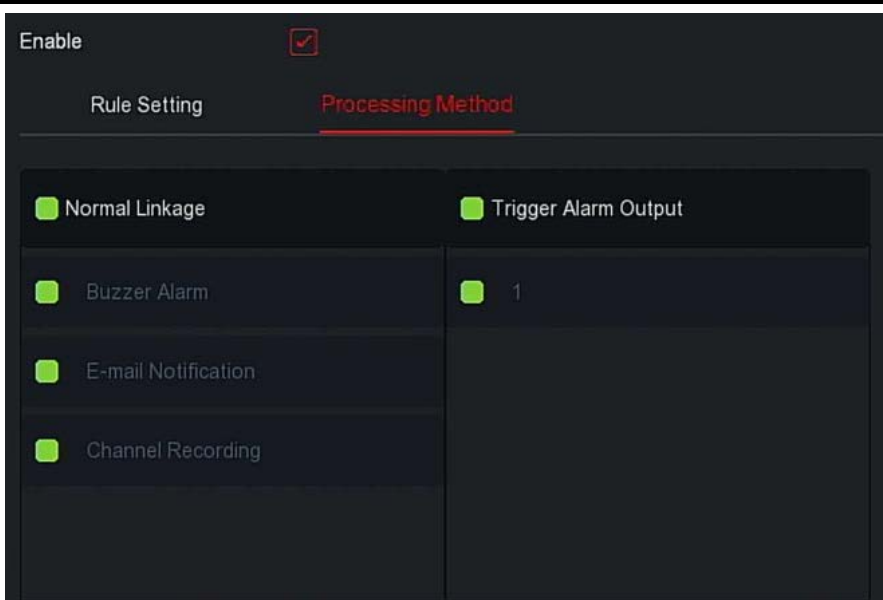 Enable
Rule Setting
Processing Method
Normal Linkage
Trigger Alarm Output
Buzzer Alarm
1
E-mail Notification
Channel Recording